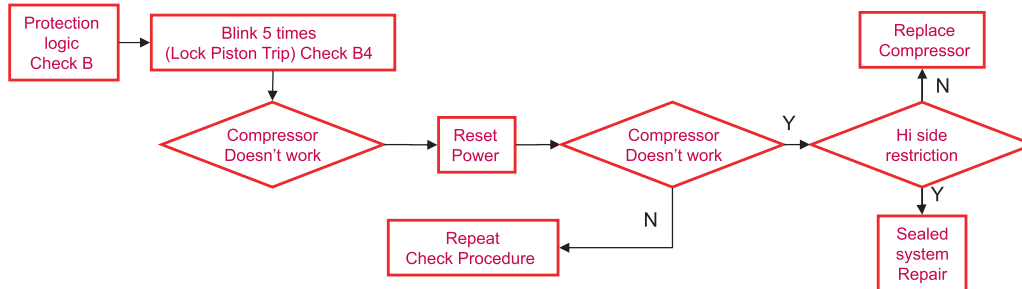 Protection
logic
Check B
Blink 5 times
(Lock Piston Trip) Check B4
Compressor
Doesn't work
Reset
Power
Compressor
Doesn't work
Y
Hi side
restriction
N
Replace
Compressor
Y
Sealed
system
Repair
N
Repeat
Check Procedure